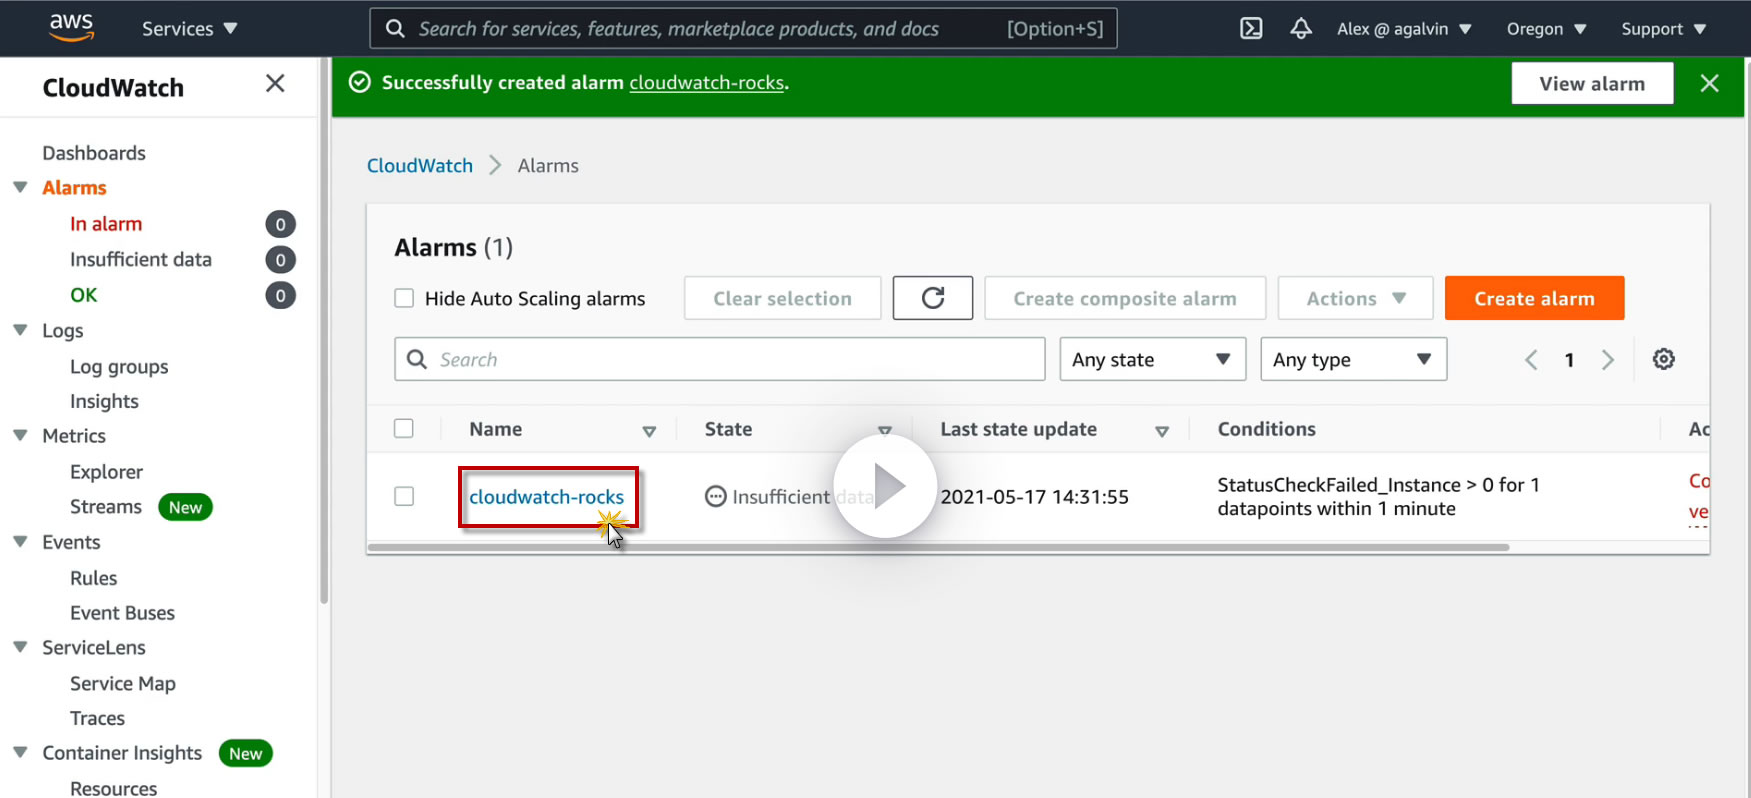 aws
Services
Search for services, features, marketplace products, and docs [Option+S]
Alex @ agalvin
Oregon
Support
CloudWatch
Dashboards
Alarms
In alarm 0
Insufficient data 0
OK 0
Logs
Log groups
Insights
Metrics
Explorer
Streams New
Events
Rules
Event Buses
ServiceLens
Service Map
Traces
Container Insights New
Resources
Successfully created alarm cloudwatch-rocks.
View alarm
CloudWatch > Alarms
Alarms (1)
Hide Auto Scaling alarms
Clear selection
Create composite alarm
Actions
Create alarm
Search
Any state
Any type
1
Name State Last state update Conditions Ac
cloudwatch-rocks Insufficient data 2021-05-17 14:31:55
StatusCheckFailed_Instance > 0 for 1
datapoints within 1 minute
Co
ve